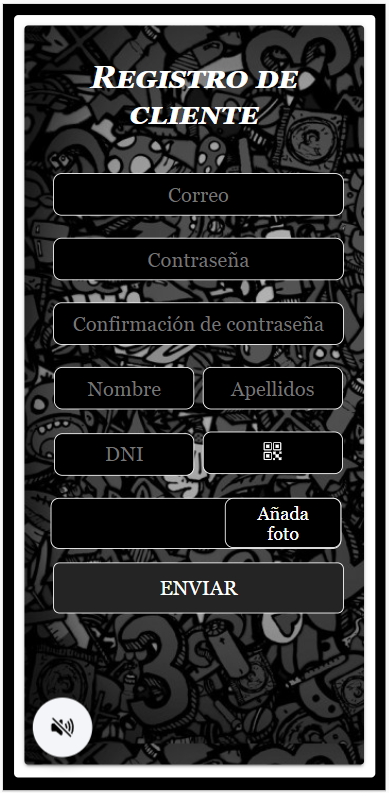 Registro de
cliente
Correo
Contraseña
Confirmación de contraseña
Nombre
Apellidos
DNI
Añada
foto
ENVIAR